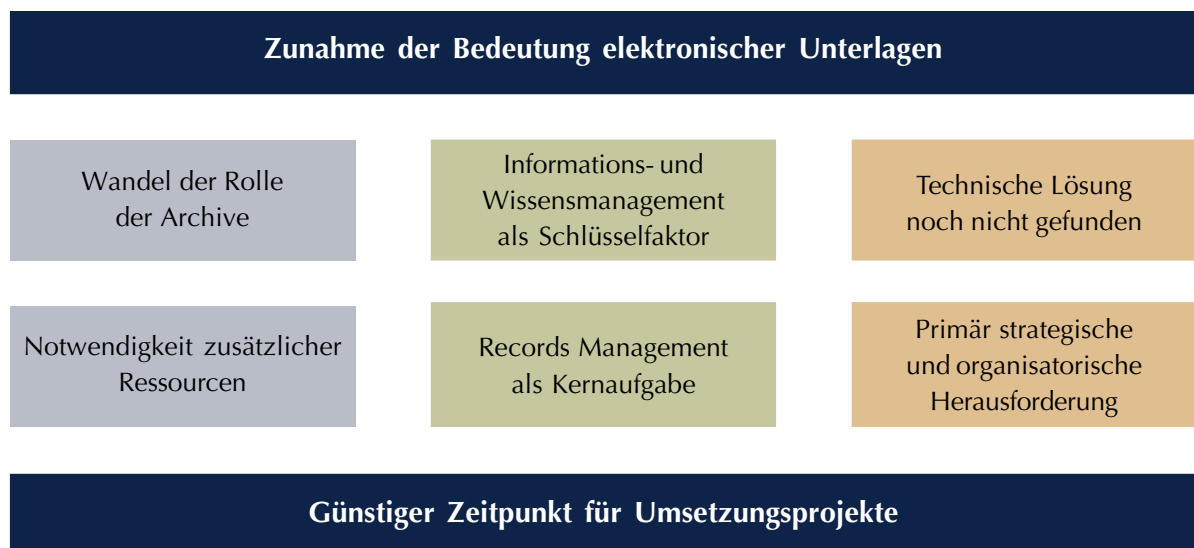 Zunahme der Bedeutung elektronischer Unterlagen
Wandel der Rolle
der Archive
Informations- und
Wissensmanagement
als Schlüsselfaktor
Technische Lösung
noch nicht gefunden
Notwendigkeit zusätzlicher
Ressourcen
Records Management
als Kernaufgabe
Primär strategische
und organisatorische
Herausforderung
Günstiger Zeitpunkt für Umsetzungsprojekte